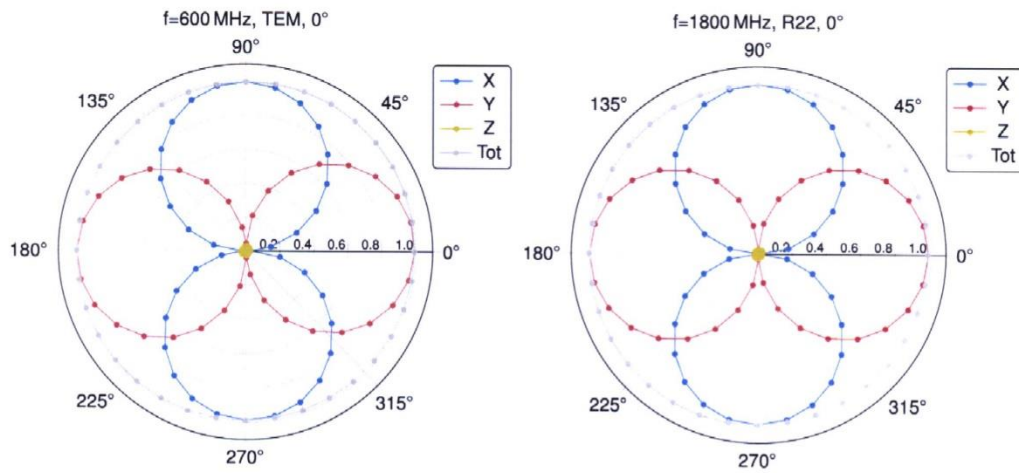 f=600 MHz, TEM, 0°
90°
135°
45°
X
Y
Z
Tot
180°
0.2 0.4 0.6 0.8 1.0
0°
225°
315°
270°
f=1800 MHz, R22, 0°
90°
135°
45°
X
Y
Z
Tot
180°
0.2 0.4 0.6 0.8 1.0
0°
225°
315°
270°